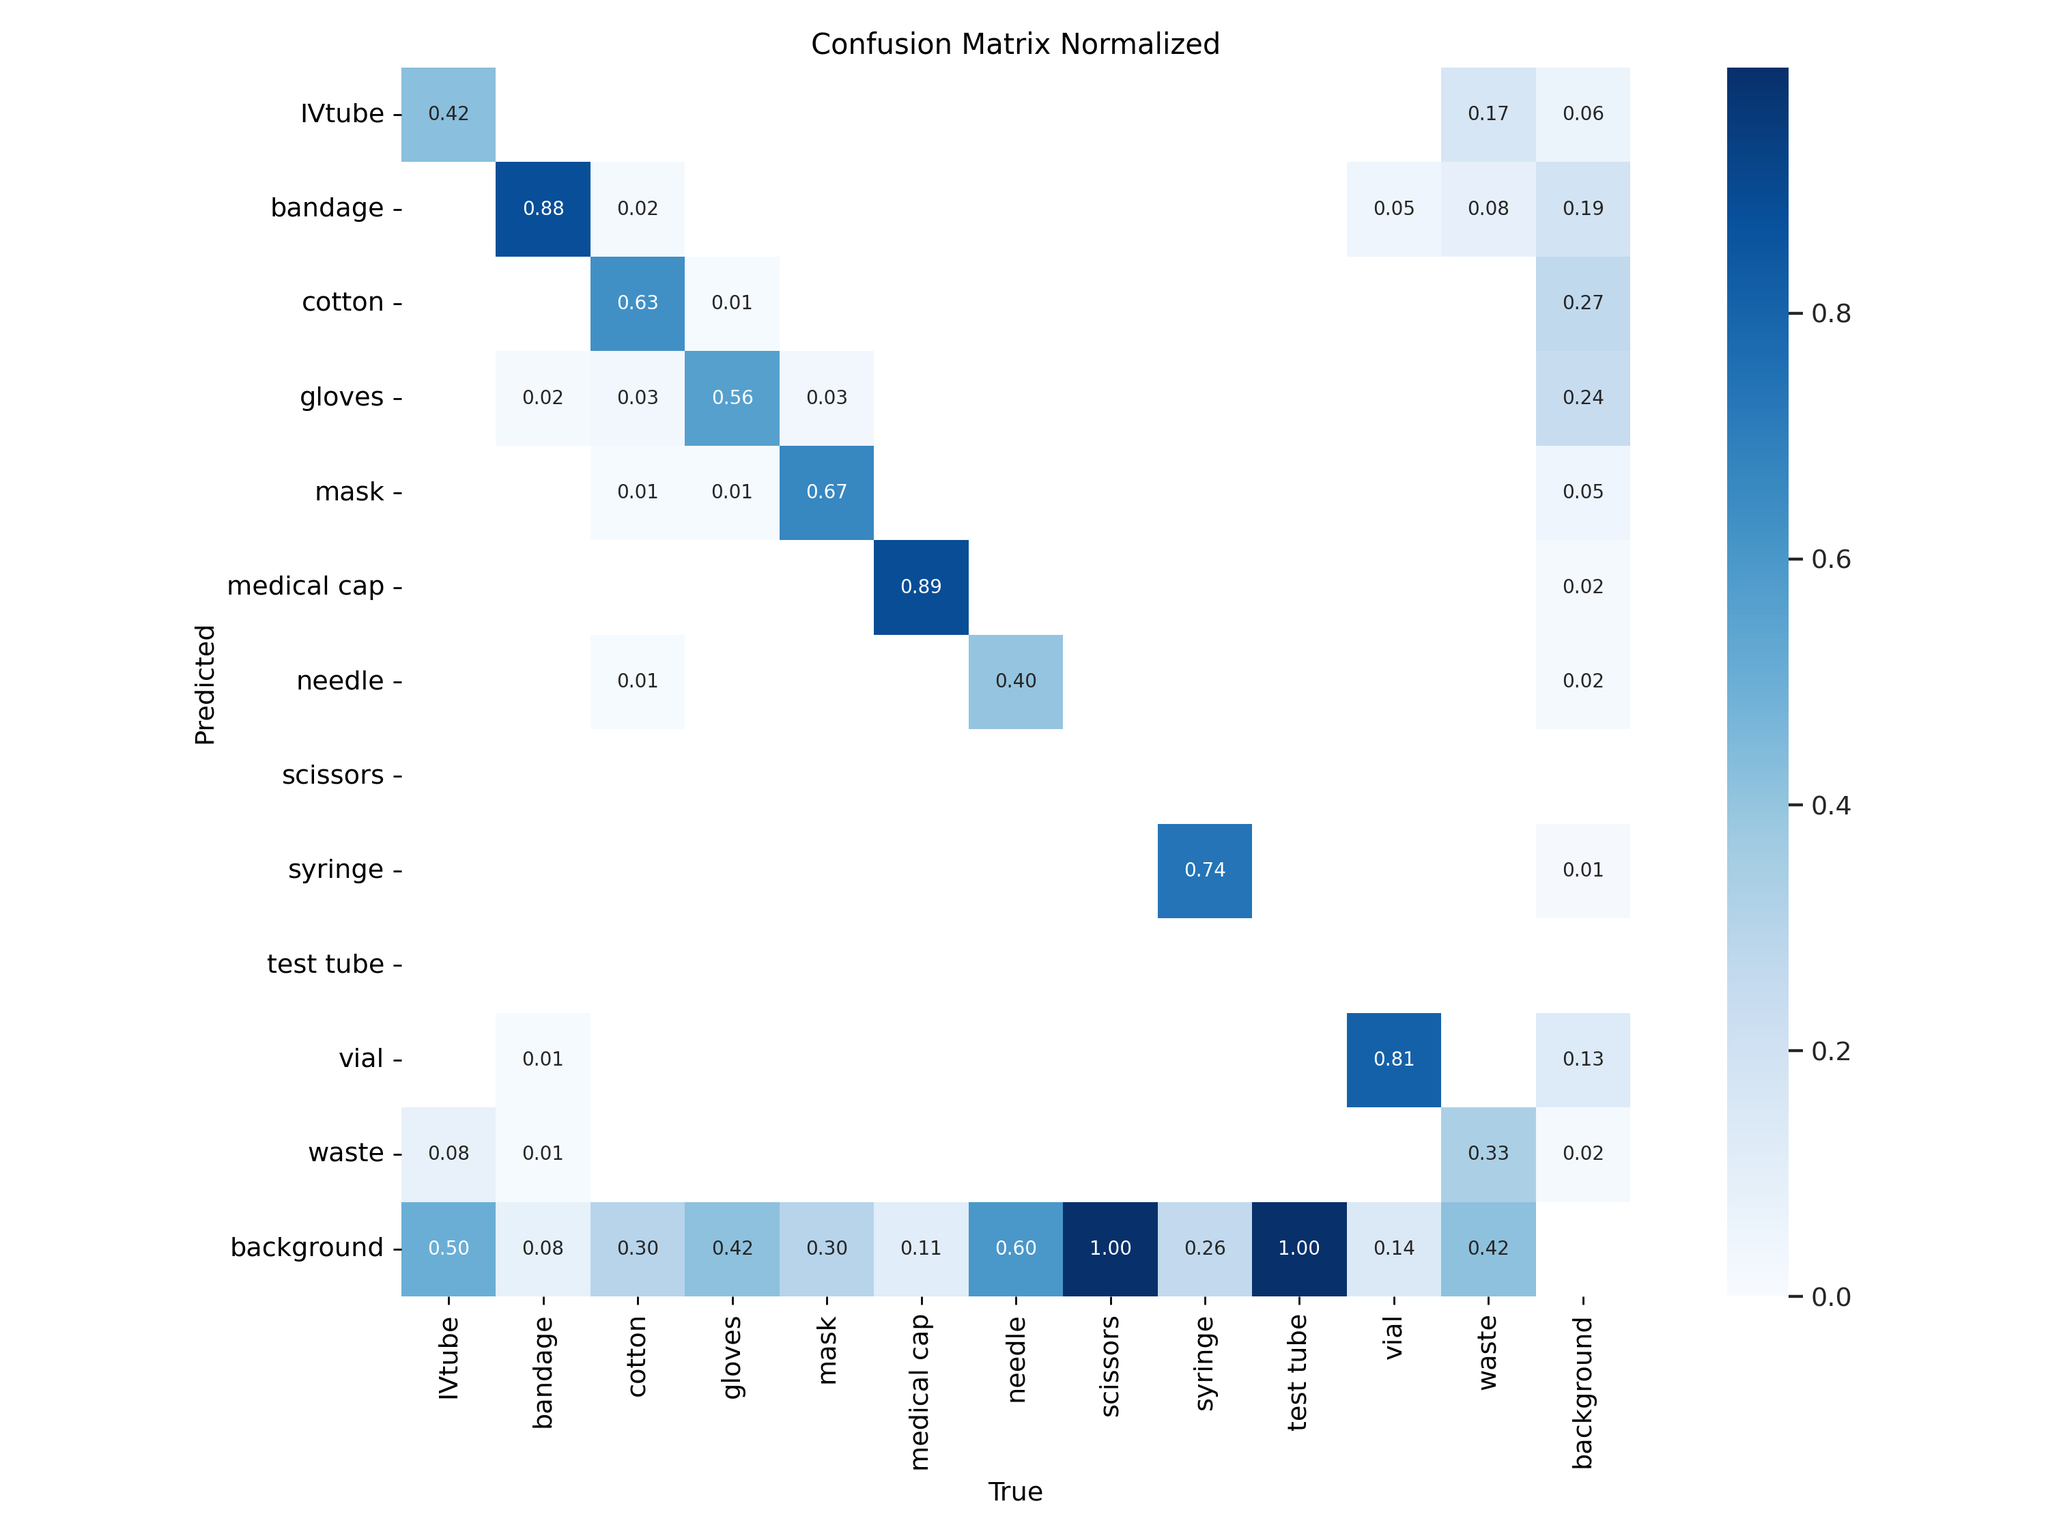 Confusion Matrix Normalized
IVtube 0.42 0.17 0.06
bandage 0.88 0.02 0.05 0.08 0.19
cotton 0.63 0.01 0.27
gloves 0.02 0.03 0.56 0.03 0.24
mask 0.01 0.01 0.67 0.05
medical cap 0.89 0.02
needle 0.01 0.40 0.02
scissors
syringe 0.74 0.01
test tube
vial 0.01 0.81 0.13
waste 0.08 0.01 0.33 0.02
background 0.50 0.08 0.30 0.42 0.30 0.11 0.60 1.00 0.26 1.00 0.14 0.42
Predicted
IVtube
bandage
cotton
gloves
mask
medical cap
needle
scissors
syringe
test tube
vial
waste
background
True
0.8
0.6
0.4
0.2
0.0